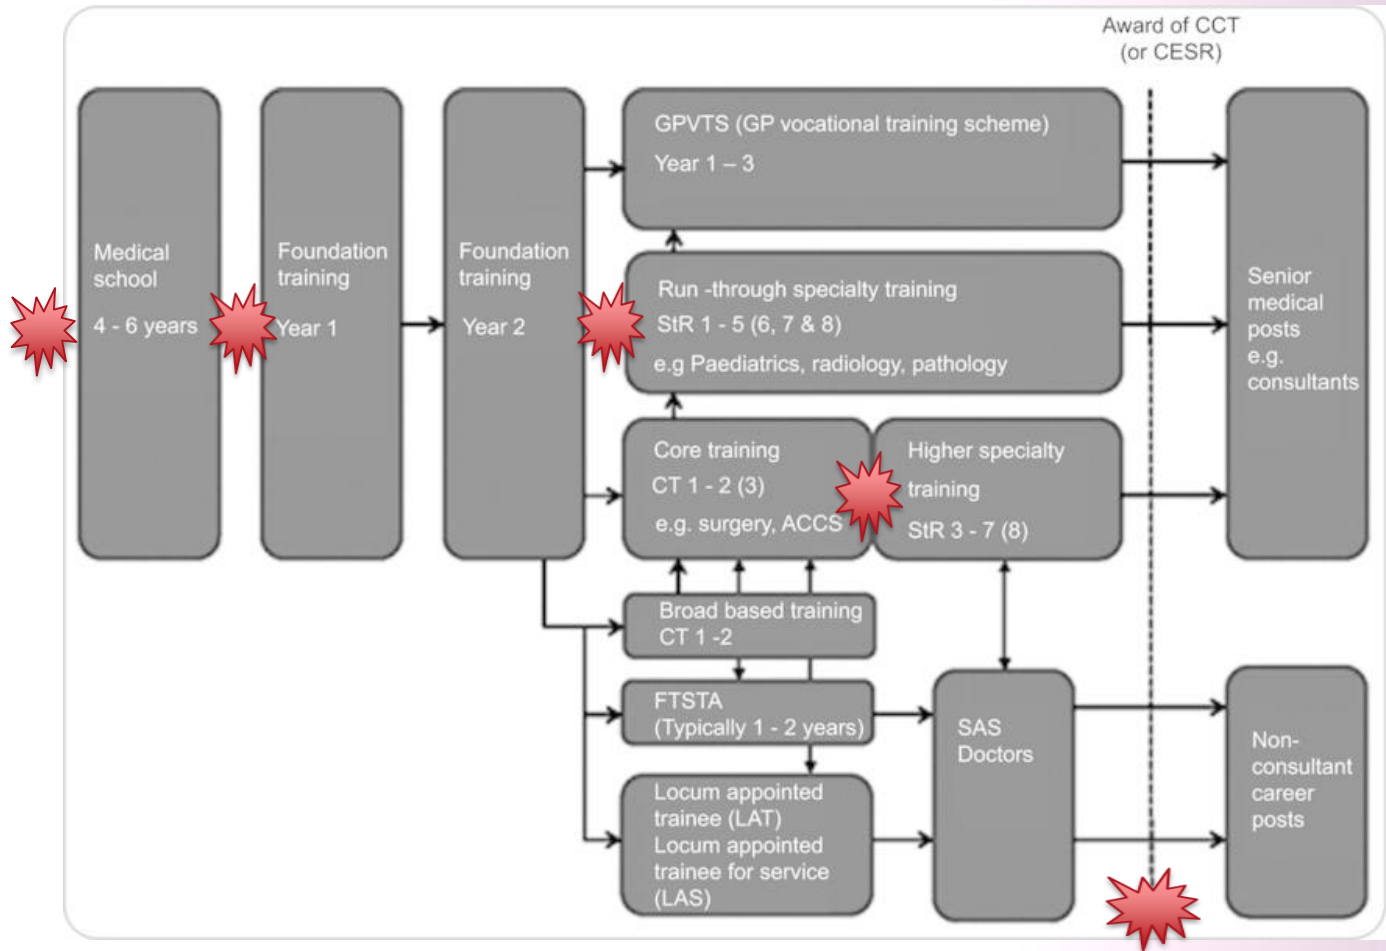 Award of CCT
(or CESR)
Medical
school
4 - 6 years
Foundation
training
Year 1
Foundation
training
Year 2
GPVTS (GP vocational training scheme)
Year 1 – 3
Run -through specialty training
StR 1 - 5 (6, 7 & 8)
e.g Paediatrics, radiology, pathology
Core training
CT 1 - 2 (3)
e.g. surgery, ACCS
Higher specialty
training
StR 3 - 7 (8)
Broad based training
CT 1 -2
FTSTA
(Typically 1 - 2 years)
Locum appointed
trainee (LAT)
Locum appointed
trainee for service
(LAS)
SAS
Doctors
Senior
medical
posts
e.g.
consultants
Non-
consultant
career
posts